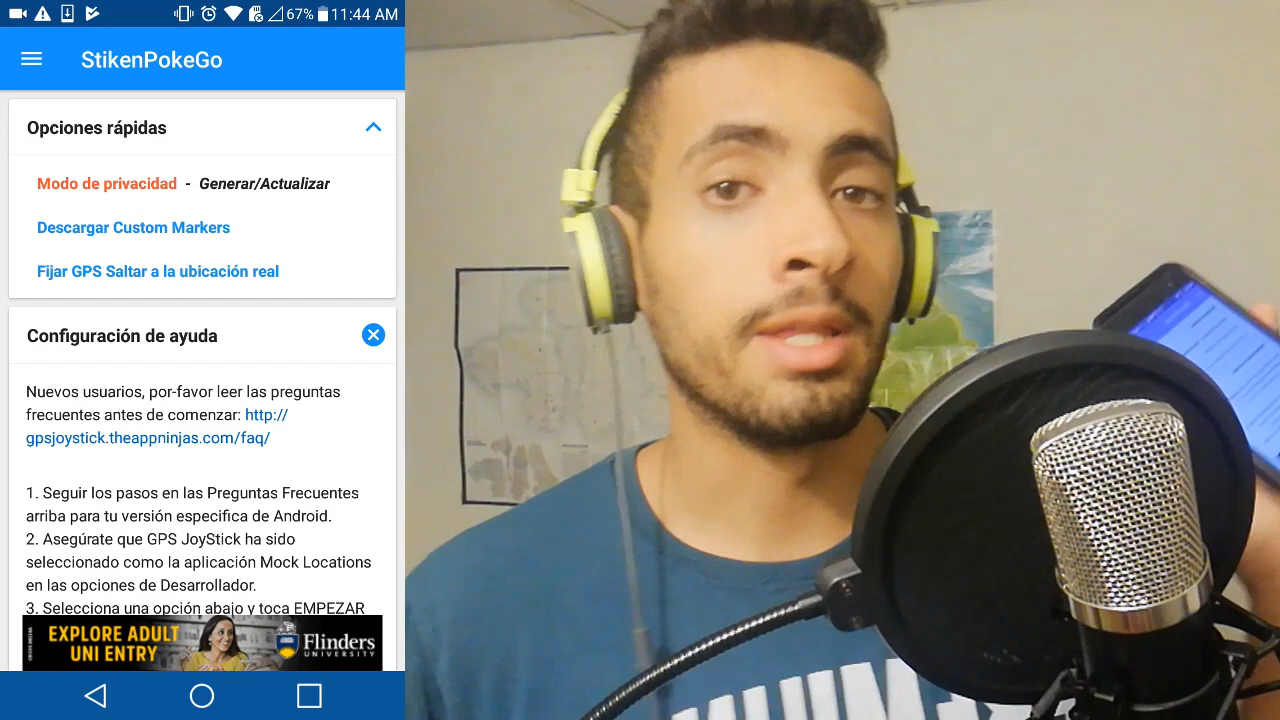 67% 11:44 AM
StikenPokeGo
Opciones rápidas
Modo de privacidad - Generar/Actualizar
Descargar Custom Markers
Fijar GPS Saltar a la ubicación real
Configuración de ayuda
Nuevos usuarios, por-favor leer las preguntas
frecuentes antes de comenzar: http://
gpsjoystick.theappninjas.com/faq/
1. Seguir los pasos en las Preguntas Frecuentes
arriba para tu versión especifica de Android.
2. Asegúrate que GPS JoyStick ha sido
seleccionado como la aplicación Mock Locations
en las opciones de Desarrollador.
3. Selecciona una opción abajo y toca EMPEZAR
EXPLORE ADULT
UNI ENTRY
Flinders
UNIVERSITY